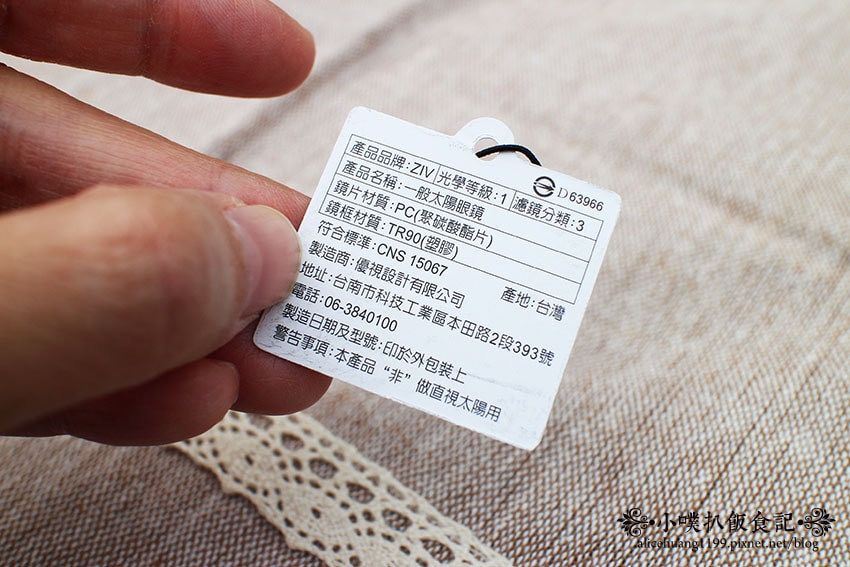 D63966
產品品牌：ZIV 光學等級：1 濾鏡分類：3
產品名稱：一般太陽眼鏡
鏡片材質：PC(聚碳酸酯片)
鏡框材質：TR90(塑膠)
符合標準：CNS 15067
製造商：優視設計有限公司 產地：台灣
地址：台南市科技工業區本田路2段393號
電話：06-3840100
製造日期及型號：印於外包裝上
警告事項：本產品“非”做直視太陽用
小噗扒飯食記
alicehuang1199.pixnet.net/blog